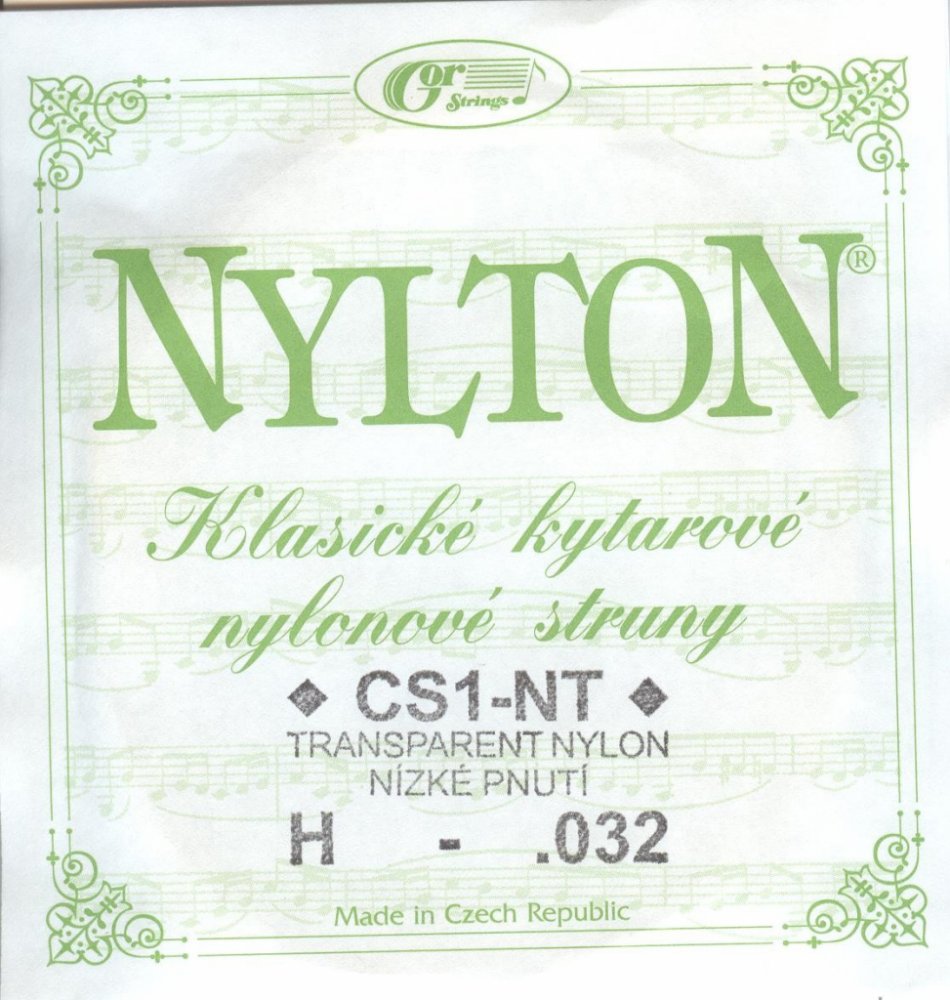 Gor
Strings
NYLTON®
Klasické kytarové
nylonové struny
◆ CS1-NT ◆
TRANSPARENT NYLON
NÍZKÉ PNUTÍ
H - .032
Made in Czech Republic